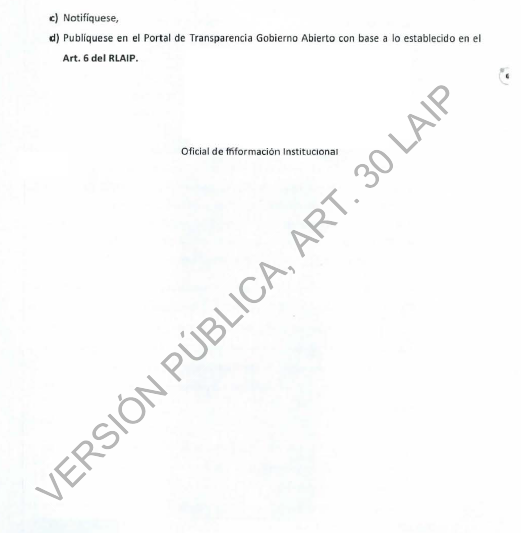 c) Notifíquese,
d) Publíquese en el Portal de Transparencia Gobierno Abierto con base a lo establecido en el
Art. 6 del RLAIP.
6
Oficial de Información Institucional
VERSIÓN PÚBLICA, ART. 30 LAIP